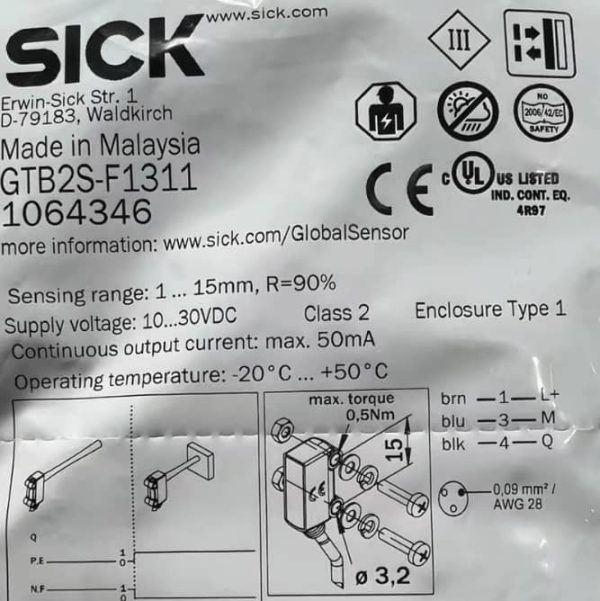 SICK
www.sick.com
Erwin-Sick Str. 1
D-79183, Waldkirch
Made in Malaysia
GTB2S-F1311
1064346
more information: www.sick.com/GlobalSensor
III
NO
2006/42/EC
SAFETY
CE
c UL US LISTED
IND. CONT. EQ.
4R97
Sensing range: 1 ... 15mm, R=90%
Supply voltage: 10...30VDC Class 2 Enclosure Type 1
Continuous output current: max. 50mA
Operating temperature: -20°C ... +50°C
Q
P.E 1
0
N.F 1
max. torque
0,5Nm
15
CE
ø 3,2
brn 1 L+
blu 3 M
blk 4 Q
0,09 mm² /
AWG 28